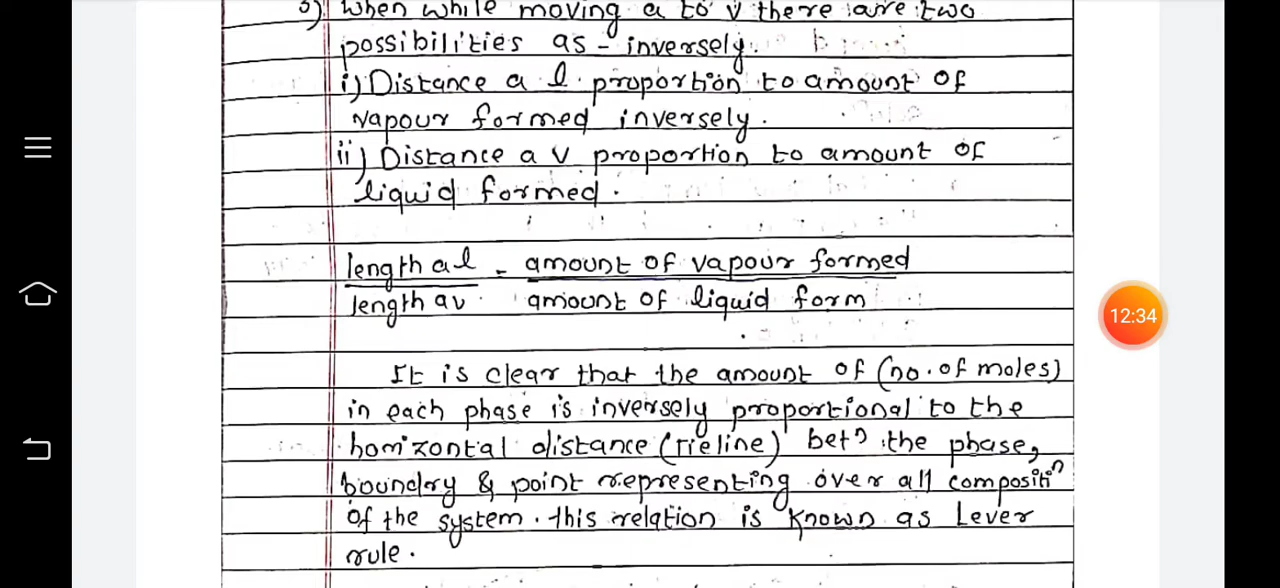 3) When while moving a to v there are two
possibilities as - inversely.
i) Distance a l proportion to amount of
vapour formed inversely.
ii) Distance a v proportion to amount of
liquid formed.
length al - amount of vapour formed
length av. amount of liquid form
It is clear that the amount of (no. of moles)
in each phase is inversely proportional to the
homizontal distance (tieline) betn the phase,
boundry & point representing over all compositin
of the system. this relation is known as Lever
rule.
12:34